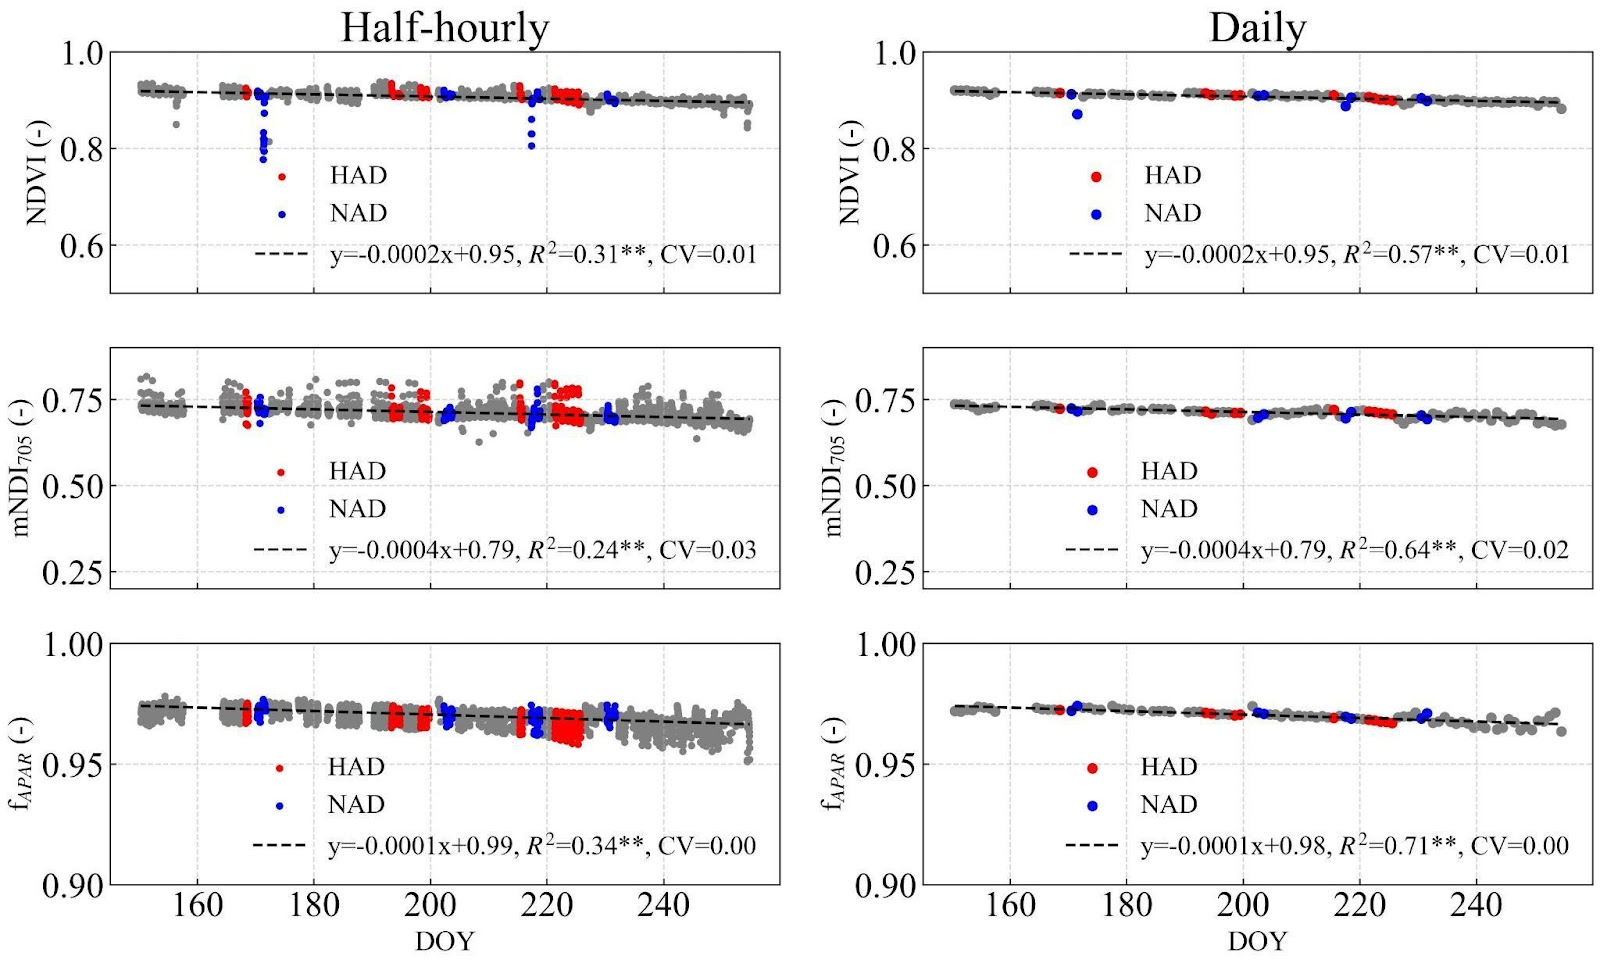 Half-hourly
Daily
1.0
0.8
0.6
NDVI (-)
HAD
NAD
y=-0.0002x+0.95, R²=0.31**, CV=0.01
1.0
0.8
0.6
NDVI (-)
HAD
NAD
y=-0.0002x+0.95, R²=0.57**, CV=0.01
0.75
0.50
0.25
mNDI₇₀₅ (-)
HAD
NAD
y=-0.0004x+0.79, R²=0.24**, CV=0.03
0.75
0.50
0.25
mNDI₇₀₅ (-)
HAD
NAD
y=-0.0004x+0.79, R²=0.64**, CV=0.02
1.00
0.95
0.90
f_APAR (-)
HAD
NAD
y=-0.0001x+0.99, R²=0.34**, CV=0.00
160 180 200 220 240
DOY
1.00
0.95
0.90
f_APAR (-)
HAD
NAD
y=-0.0001x+0.98, R²=0.71**, CV=0.00
160 180 200 220 240
DOY